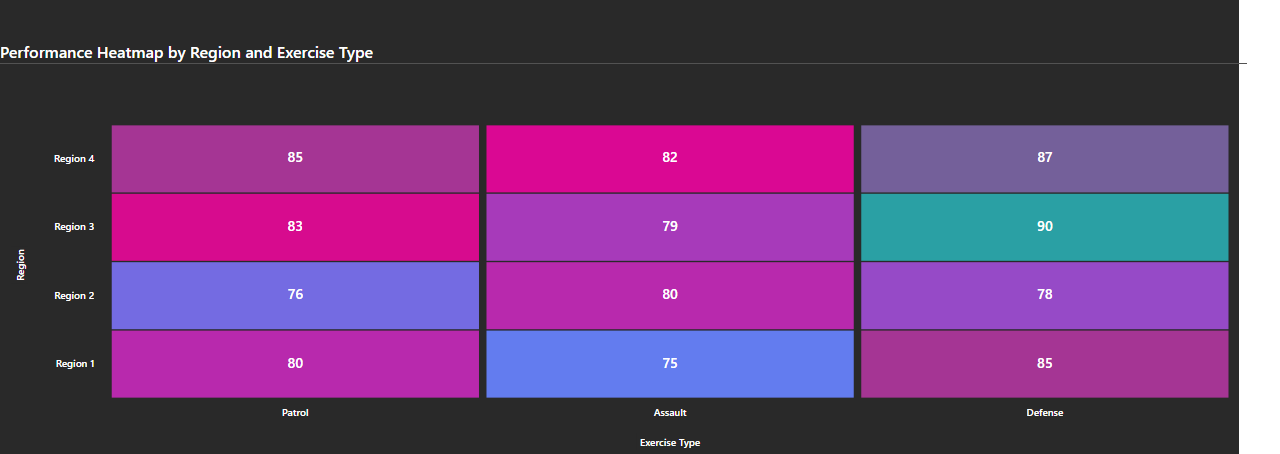 Performance Heatmap by Region and Exercise Type
Region 4
85
82
87
Region 3
83
79
90
Region
Region 2
76
80
78
Region 1
80
75
85
Patrol
Assault
Defense
Exercise Type